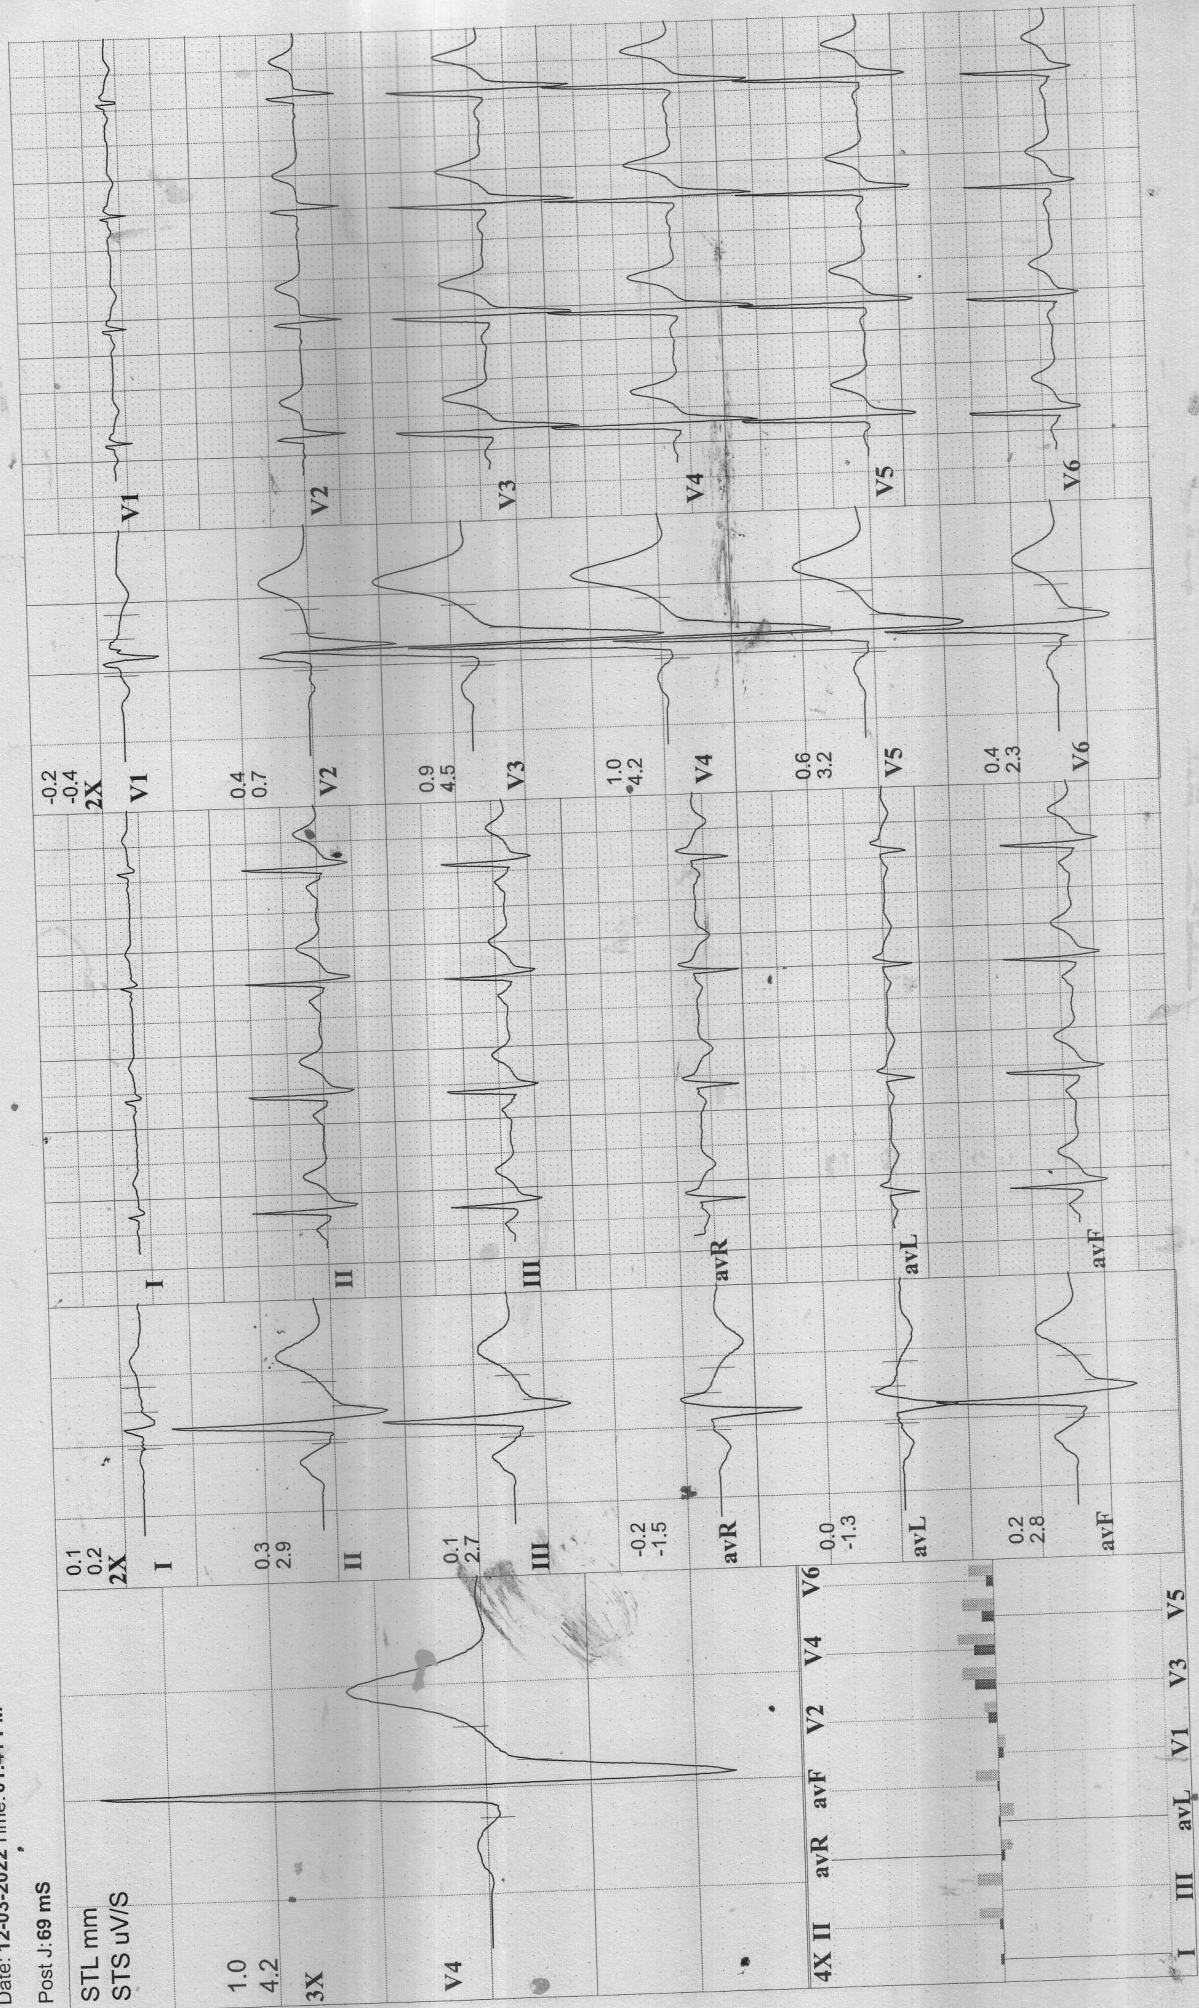 Date: 12-03-2022 Time:
Post J:69 mS
STL mm
STS uV/S
1.0
4.2
3X
V4
4X II avR avF V2 V4 V6
I III avL V1 V3 V5
0.1
0.2
2X
I
0.3
2.9
II
0.1
2.7
III
-0.2
-1.5
avR
0.0
-1.3
avL
0.2
2.8
avF
I
II
III
avR
avL
avF
-0.2
-0.4
2X
V1
0.4
0.7
V2
0.9
4.5
V3
1.0
4.2
V4
0.6
3.2
V5
0.4
2.3
V6
V1
V2
V3
V4
V5
V6